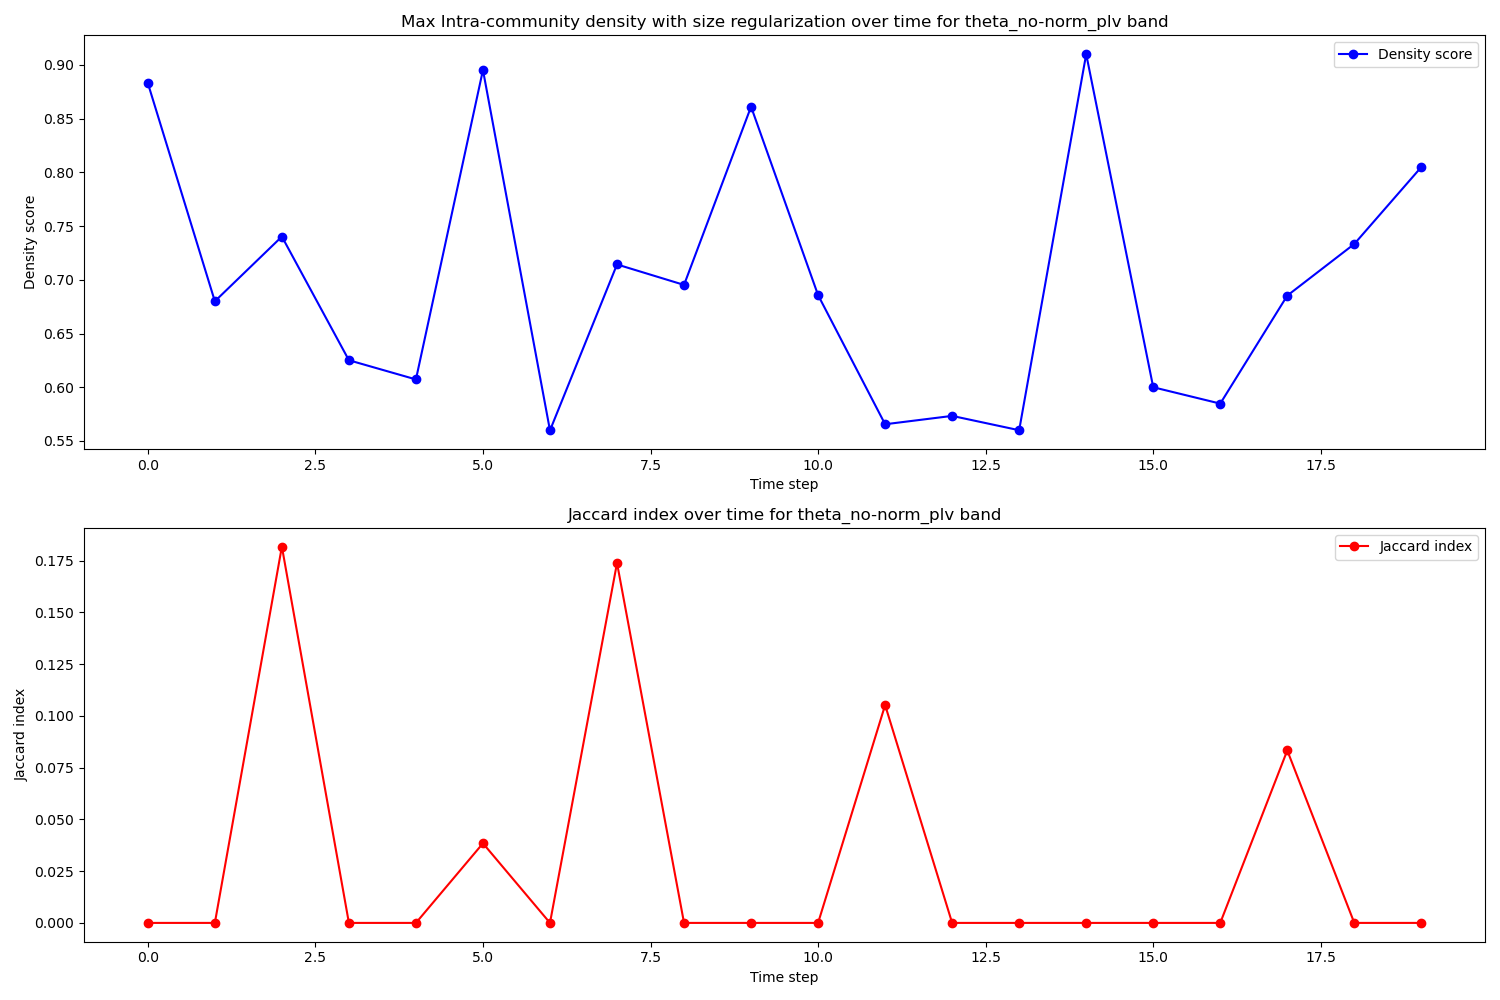 Max Intra-community density with size regularization over time for theta_no-norm_plv band
Density score
0.90
0.85
0.80
0.75
0.70
0.65
0.60
0.55
Density score
0.0 2.5 5.0 7.5 10.0 12.5 15.0 17.5
Time step
Jaccard index over time for theta_no-norm_plv band
Jaccard index
0.175
0.150
0.125
0.100
0.075
0.050
0.025
0.000
Jaccard index
0.0 2.5 5.0 7.5 10.0 12.5 15.0 17.5
Time step